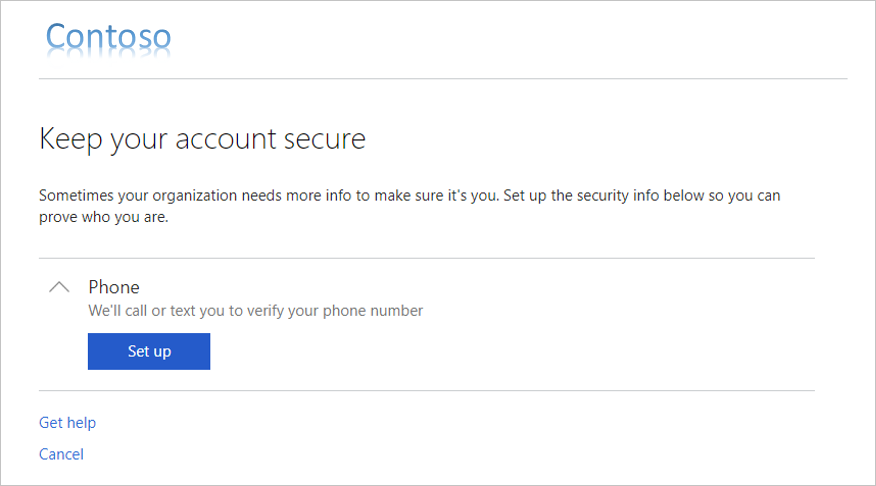 Contoso
Keep your account secure
Sometimes your organization needs more info to make sure it's you. Set up the security info below so you can
prove who you are.
Phone
We'll call or text you to verify your phone number
Set up
Get help
Cancel